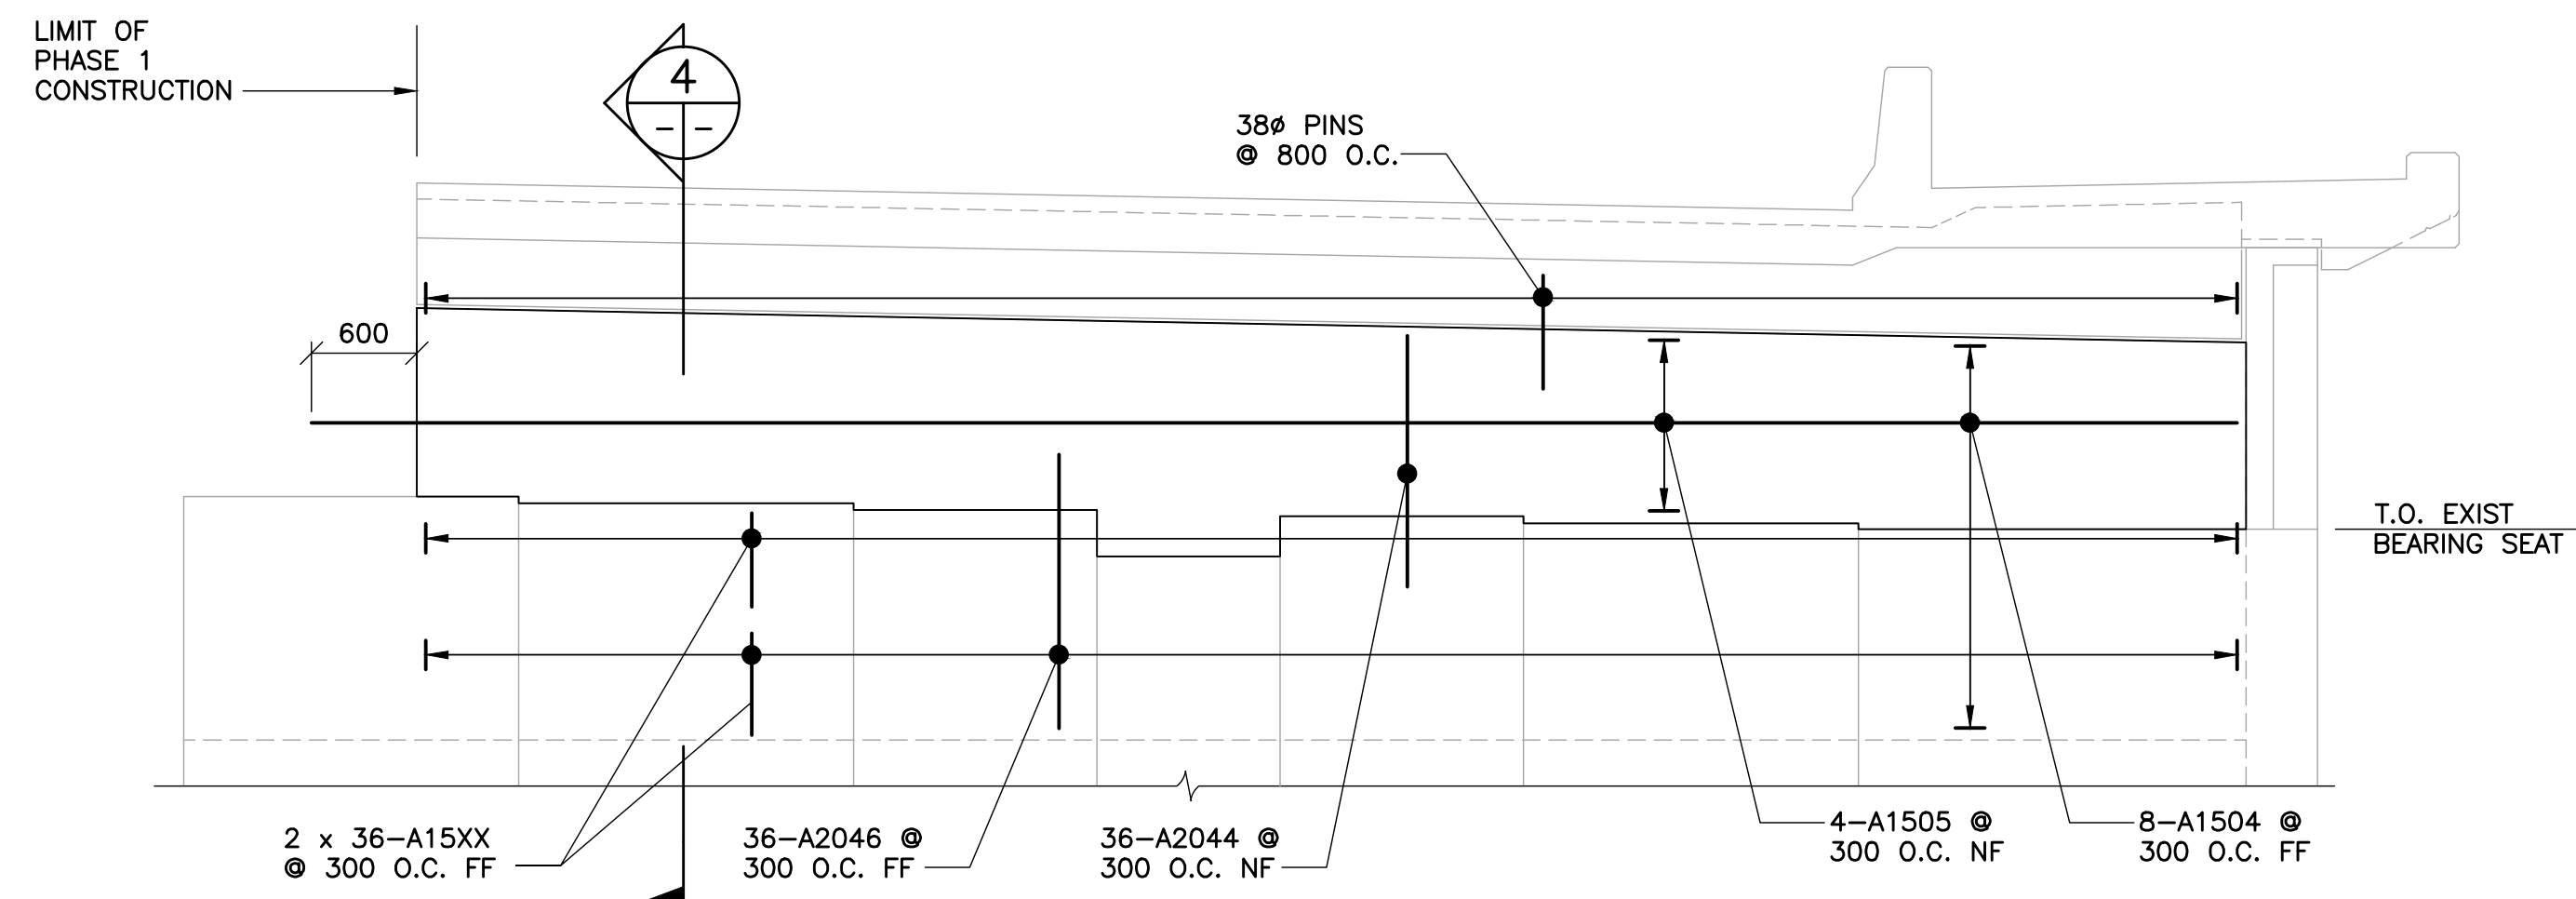 LIMIT OF
PHASE 1
CONSTRUCTION
4
- -
38ø PINS
@ 800 O.C.
600
T.O. EXIST
BEARING SEAT
2 x 36-A15XX
@ 300 O.C. FF
36-A2046 @
300 O.C. FF
36-A2044 @
300 O.C. NF
4-A1505 @
300 O.C. NF
8-A1504 @
300 O.C. FF